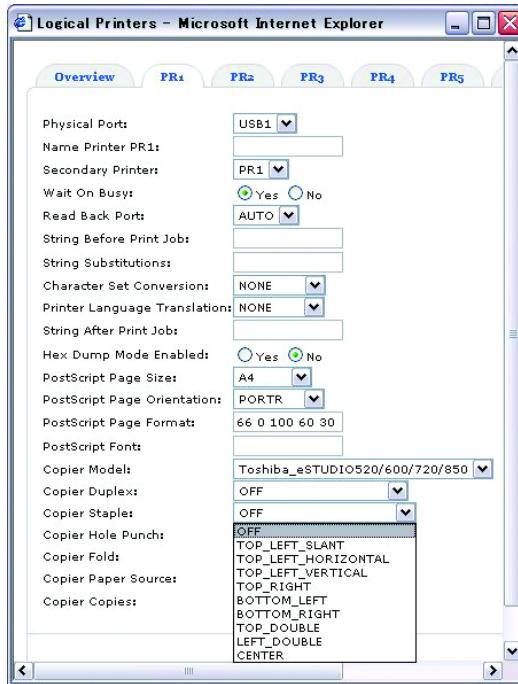 Logical Printers - Microsoft Internet Explorer
Overview PR1 PR2 PR3 PR4 PR5
Physical Port: USB1
Name Printer PR1:
Secondary Printer: PR1
Wait On Busy: Yes No
Read Back Port: AUTO
String Before Print Job:
String Substitutions:
Character Set Conversion: NONE
Printer Language Translation: NONE
String After Print Job:
Hex Dump Mode Enabled: Yes No
PostScript Page Size: A4
PostScript Page Orientation: PORTR
PostScript Page Format: 66 0 100 60 30
PostScript Font:
Copier Model: Toshiba_eSTUDIO520/600/720/850
Copier Duplex: OFF
Copier Staple: OFF
Copier Hole Punch:
Copier Fold:
Copier Paper Source:
Copier Copies:
OFF
TOP_LEFT_SLANT
TOP_LEFT_HORIZONTAL
TOP_LEFT_VERTICAL
TOP_RIGHT
BOTTOM_LEFT
BOTTOM_RIGHT
TOP_DOUBLE
LEFT_DOUBLE
CENTER